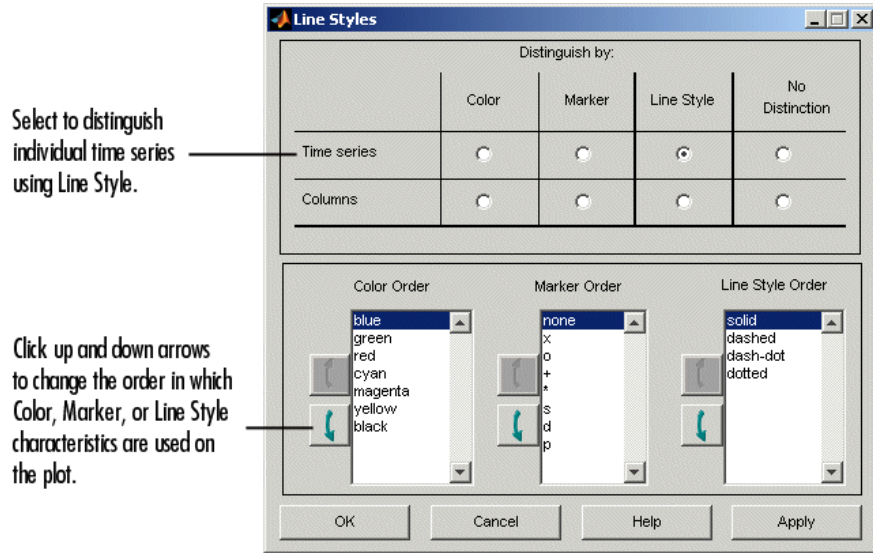 Line Styles
Distinguish by:
Color
Marker
Line Style
No
Distinction
Time series
Columns
Select to distinguish
individual time series
using Line Style.
Color Order
Marker Order
Line Style Order
blue
green
red
cyan
magenta
yellow
black
none
x
o
+
*
s
d
p
solid
dashed
dash-dot
dotted
Click up and down arrows
to change the order in which
Color, Marker, or Line Style
characteristics are used on
the plot.
OK
Cancel
Help
Apply